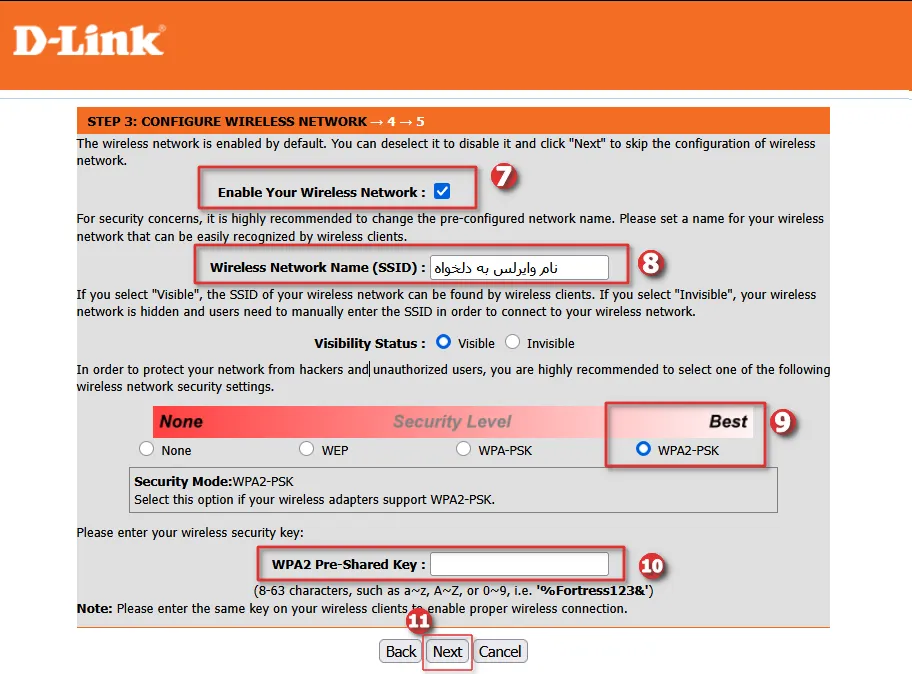 D-Link®
STEP 3: CONFIGURE WIRELESS NETWORK → 4 → 5
The wireless network is enabled by default. You can deselect it to disable it and click "Next" to skip the configuration of wireless
network.
Enable Your Wireless Network :
7
For security concerns, it is highly recommended to change the pre-configured network name. Please set a name for your wireless
network that can be easily recognized by wireless clients.
Wireless Network Name (SSID) : نام وایرلس به دلخواه
8
If you select "Visible", the SSID of your wireless network can be found by wireless clients. If you select "Invisible", your wireless
network is hidden and users need to manually enter the SSID in order to connect to your wireless network.
Visibility Status : Visible Invisible
In order to protect your network from hackers and unauthorized users, you are highly recommended to select one of the following
wireless network security settings.
None Security Level Best
9
None WEP WPA-PSK WPA2-PSK
Security Mode:WPA2-PSK
Select this option if your wireless adapters support WPA2-PSK.
Please enter your wireless security key:
WPA2 Pre-Shared Key :
10
(8-63 characters, such as a~z, A~Z, or 0~9, i.e. '%Fortress123&')
Note: Please enter the same key on your wireless clients to enable proper wireless connection.
11
Back Next Cancel